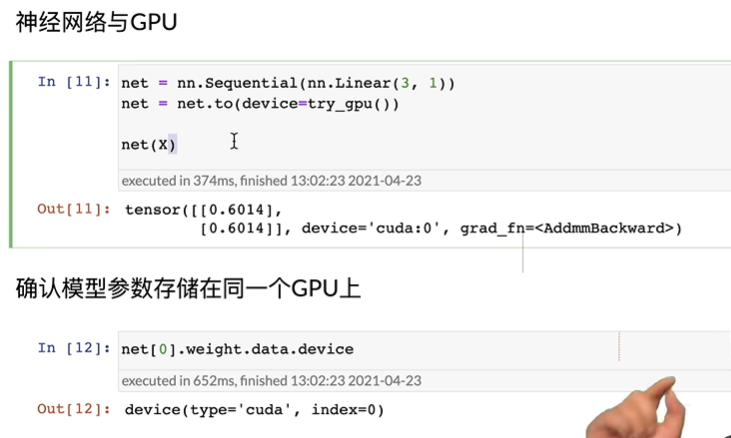 神经网络与GPU
In [11]: net = nn.Sequential(nn.Linear(3, 1))
net = net.to(device=try_gpu())
net(X)
executed in 374ms, finished 13:02:23 2021-04-23
Out[11]: tensor([[0.6014],
[0.6014]], device='cuda:0', grad_fn=<AddmmBackward>)
确认模型参数存储在同一个GPU上
In [12]: net[0].weight.data.device
executed in 652ms, finished 13:02:23 2021-04-23
Out[12]: device(type='cuda', index=0)